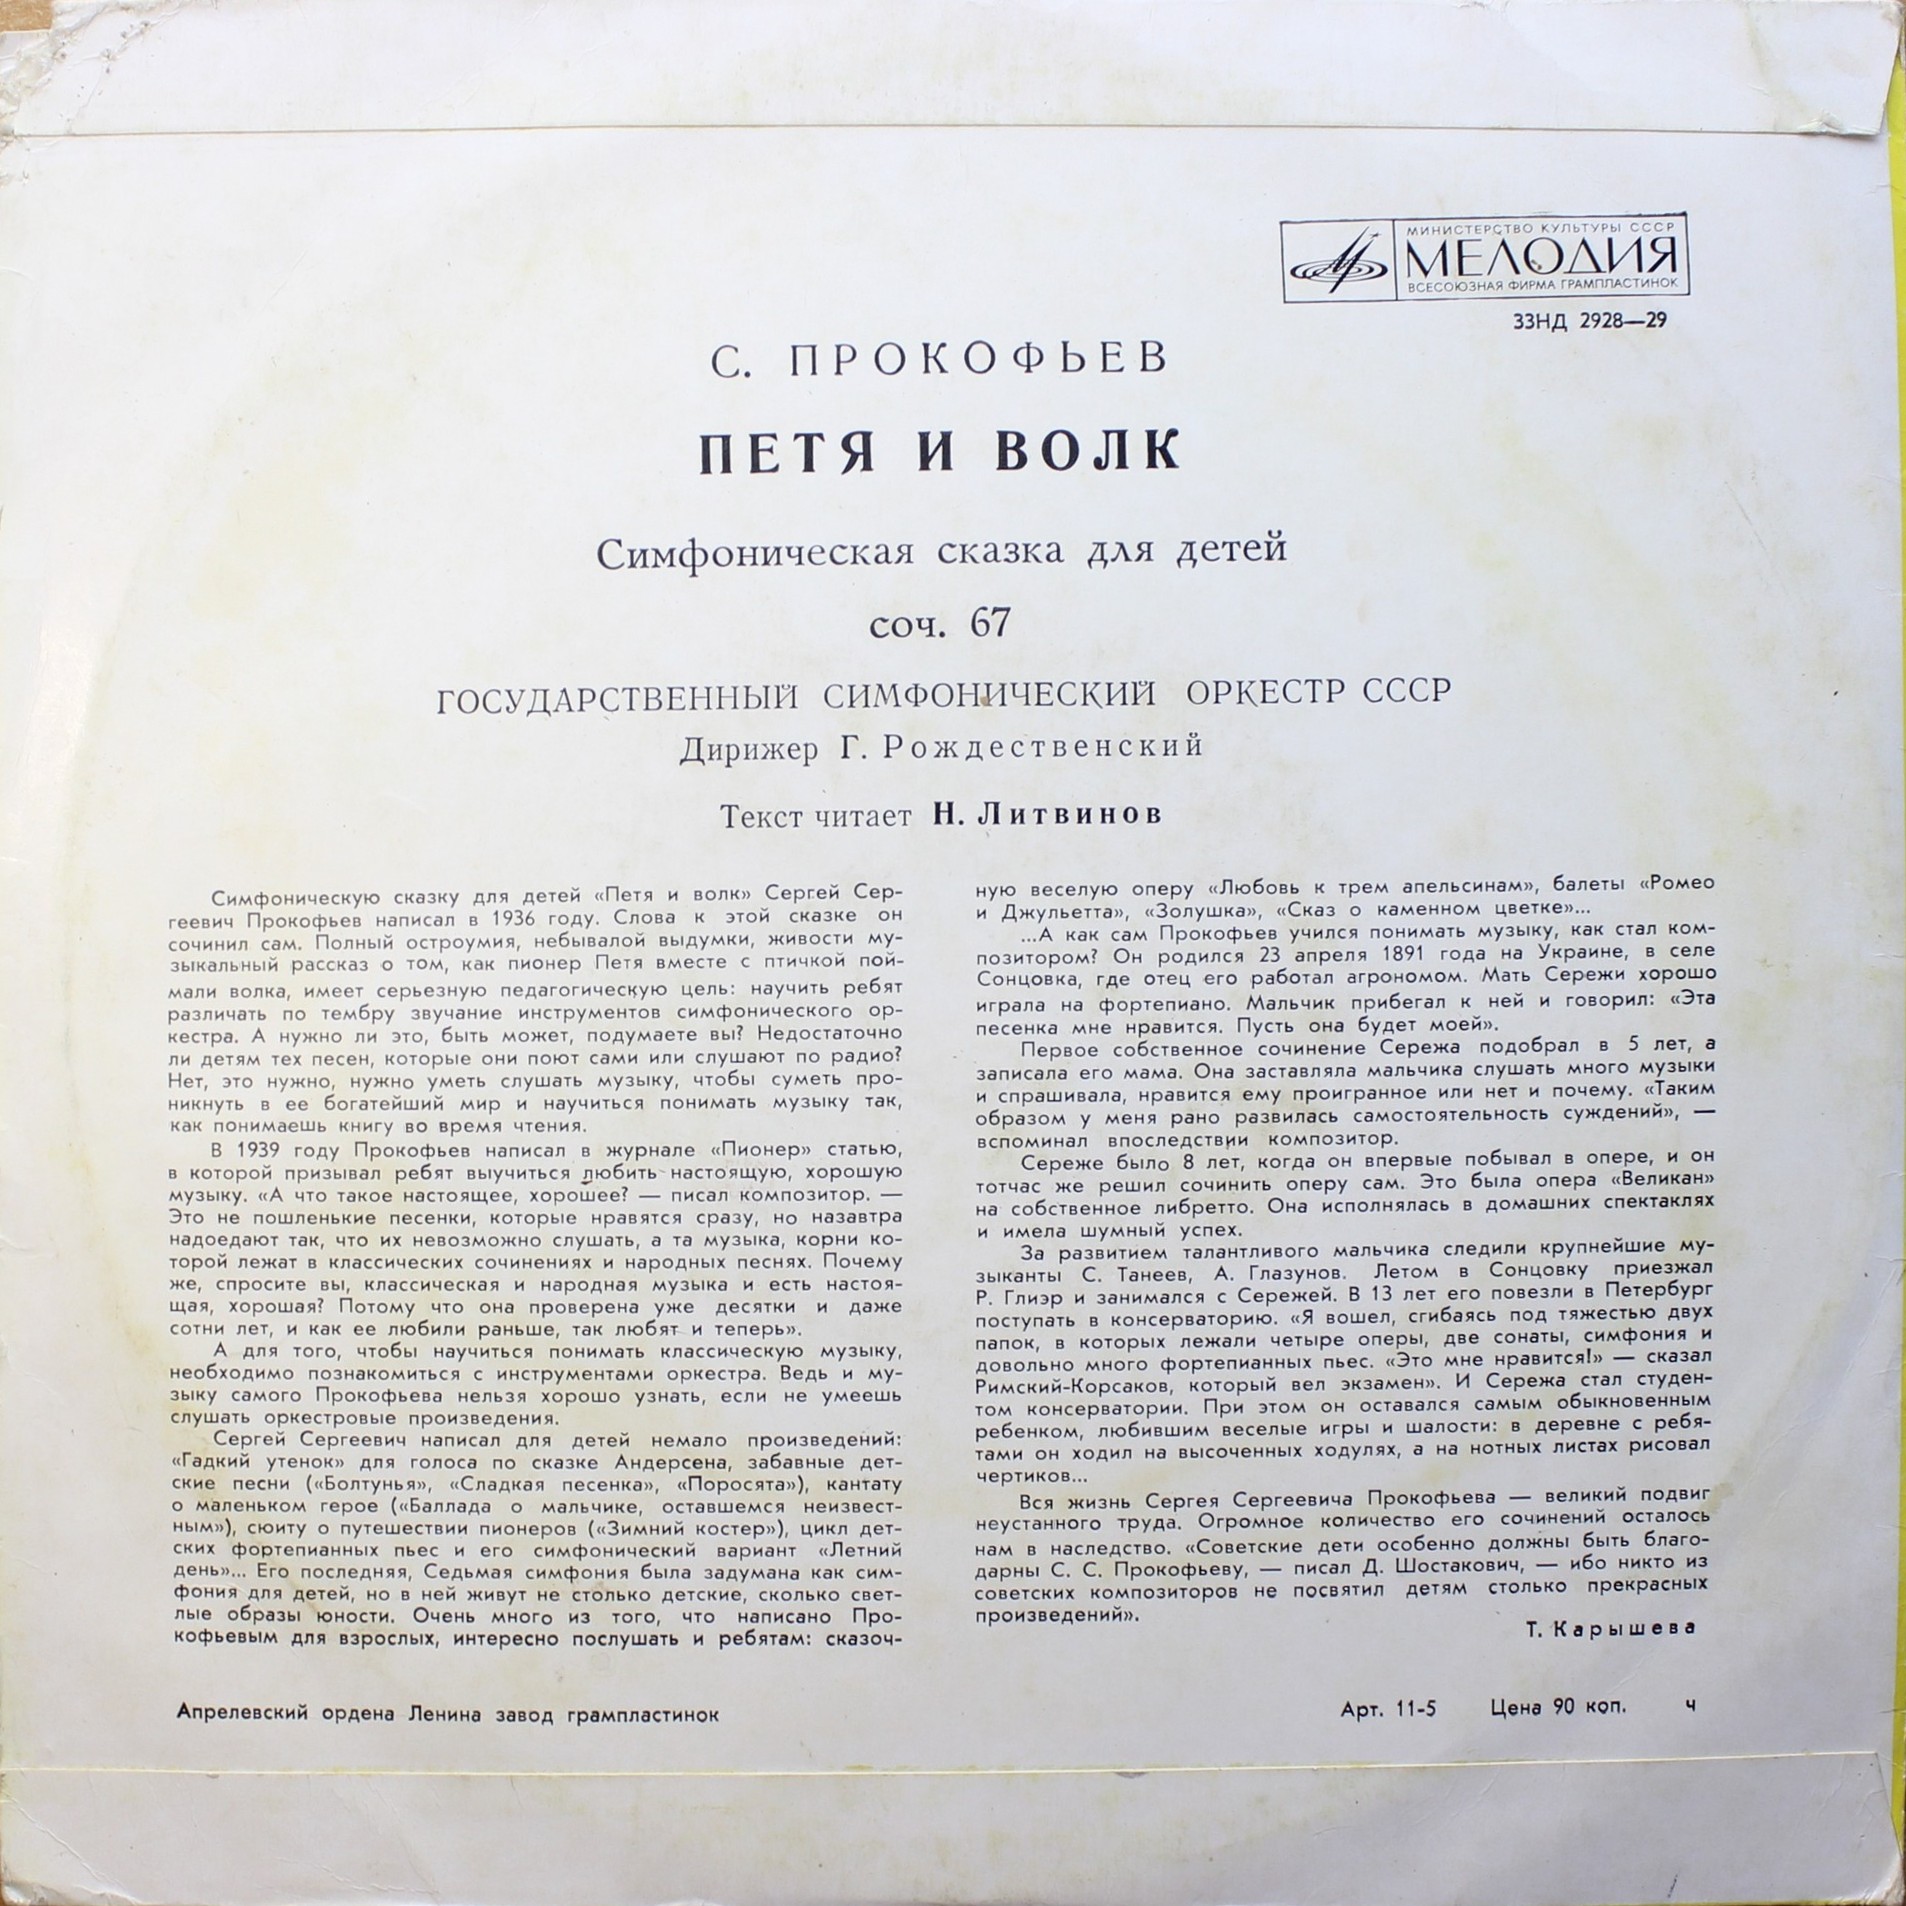 МИНИСТЕРСТВО КУЛЬТУРЫ СССР
МЕЛОДИЯ
ВСЕСОЮЗНАЯ ФИРМА ГРАМПЛАСТИНОК
33НД 2928—29
С. ПРОКОФЬЕВ
ПЕТЯ И ВОЛК
Симфоническая сказка для детей
соч. 67
ГОСУДАРСТВЕННЫЙ СИМФОНИЧЕСКИЙ ОРКЕСТР СССР
Дирижер Г. Рождественский
Текст читает Н. Литвинов
Симфоническую сказку для детей «Петя и волк» Сергей Сер-
геевич Прокофьев написал в 1936 году. Слова к этой сказке он
сочинил сам. Полный остроумия, небывалой выдумки, живости му-
зыкальный рассказ о том, как пионер Петя вместе с птичкой пой-
мали волка, имеет серьезную педагогическую цель: научить ребят
различать по тембру звучание инструментов симфонического ор-
кестра. А нужно ли это, быть может, подумаете вы? Недостаточно
ли детям тех песен, которые они поют сами или слушают по радио?
Нет, это нужно, нужно уметь слушать музыку, чтобы суметь про-
никнуть в ее богатейший мир и научиться понимать музыку так,
как понимаешь книгу во время чтения.
В 1939 году Прокофьев написал в журнале «Пионер» статью,
в которой призывал ребят выучиться любить настоящую, хорошую
музыку. «А что такое настоящее, хорошее? — писал композитор. —
Это не пошленькие песенки, которые нравятся сразу, но назавтра
надоедают так, что их невозможно слушать, а та музыка, корни ко-
торой лежат в классических сочинениях и народных песнях. Почему
же, спросите вы, классическая и народная музыка и есть настоя-
щая, хорошая? Потому что она проверена уже десятки и даже
сотни лет, и как ее любили раньше, так любят и теперь».
А для того, чтобы научиться понимать классическую музыку,
необходимо познакомиться с инструментами оркестра. Ведь и му-
зыку самого Прокофьева нельзя хорошо узнать, если не умеешь
слушать оркестровые произведения.
Сергей Сергеевич написал для детей немало произведений:
«Гадкий утенок» для голоса по сказке Андерсена, забавные дет-
ские песни («Болтунья», «Сладкая песенка», «Поросята»), кантату
о маленьком герое («Баллада о мальчике, оставшемся неизвест-
ным»), сюиту о путешествии пионеров («Зимний костер»), цикл дет-
ских фортепианных пьес и его симфонический вариант «Летний
день»... Его последняя, Седьмая симфония была задумана как сим-
фония для детей, но в ней живут не столько детские, сколько свет-
лые образы юности. Очень много из того, что написано Про-
кофьевым для взрослых, интересно послушать и ребятам: сказоч-
ную веселую оперу «Любовь к трем апельсинам», балеты «Ромео
и Джульетта», «Золушка», «Сказ о каменном цветке»...
...А как сам Прокофьев учился понимать музыку, как стал ком-
позитором? Он родился 23 апреля 1891 года на Украине, в селе
Сонцовка, где отец его работал агрономом. Мать Сережи хорошо
играла на фортепиано. Мальчик прибегал к ней и говорил: «Эта
песенка мне нравится. Пусть она будет моей».
Первое собственное сочинение Сережа подобрал в 5 лет, а
записала его мама. Она заставляла мальчика слушать много музыки
и спрашивала, нравится ему проигранное или нет и почему. «Таким
образом у меня рано развилась самостоятельность суждений», —
вспоминал впоследствии композитор.
Сереже было 8 лет, когда он впервые побывал в опере, и он
тотчас же решил сочинить оперу сам. Это была опера «Великан»
на собственное либретто. Она исполнялась в домашних спектаклях
и имела шумный успех.
За развитием талантливого мальчика следили крупнейшие му-
зыканты С. Танеев, А. Глазунов. Летом в Сонцовку приезжал
Р. Глиэр и занимался с Сережей. В 13 лет его повезли в Петербург
поступать в консерваторию. «Я вошел, сгибаясь под тяжестью двух
папок, в которых лежали четыре оперы, две сонаты, симфония и
довольно много фортепианных пьес. «Это мне нравится!» — сказал
Римский-Корсаков, который вел экзамен». И Сережа стал студен-
том консерватории. При этом он оставался самым обыкновенным
ребенком, любившим веселые игры и шалости: в деревне с ребя-
тами он ходил на высоченных ходулях, а на нотных листах рисовал
чертиков...
Вся жизнь Сергея Сергеевича Прокофьева — великий подвиг
неустанного труда. Огромное количество его сочинений осталось
нам в наследство. «Советские дети особенно должны быть благо-
дарны С. С. Прокофьеву, — писал Д. Шостакович, — ибо никто из
советских композиторов не посвятил детям столько прекрасных
произведений».
Т. Карышева
Апрелевский ордена Ленина завод грампластинок
Арт. 11-5 Цена 90 коп. ч